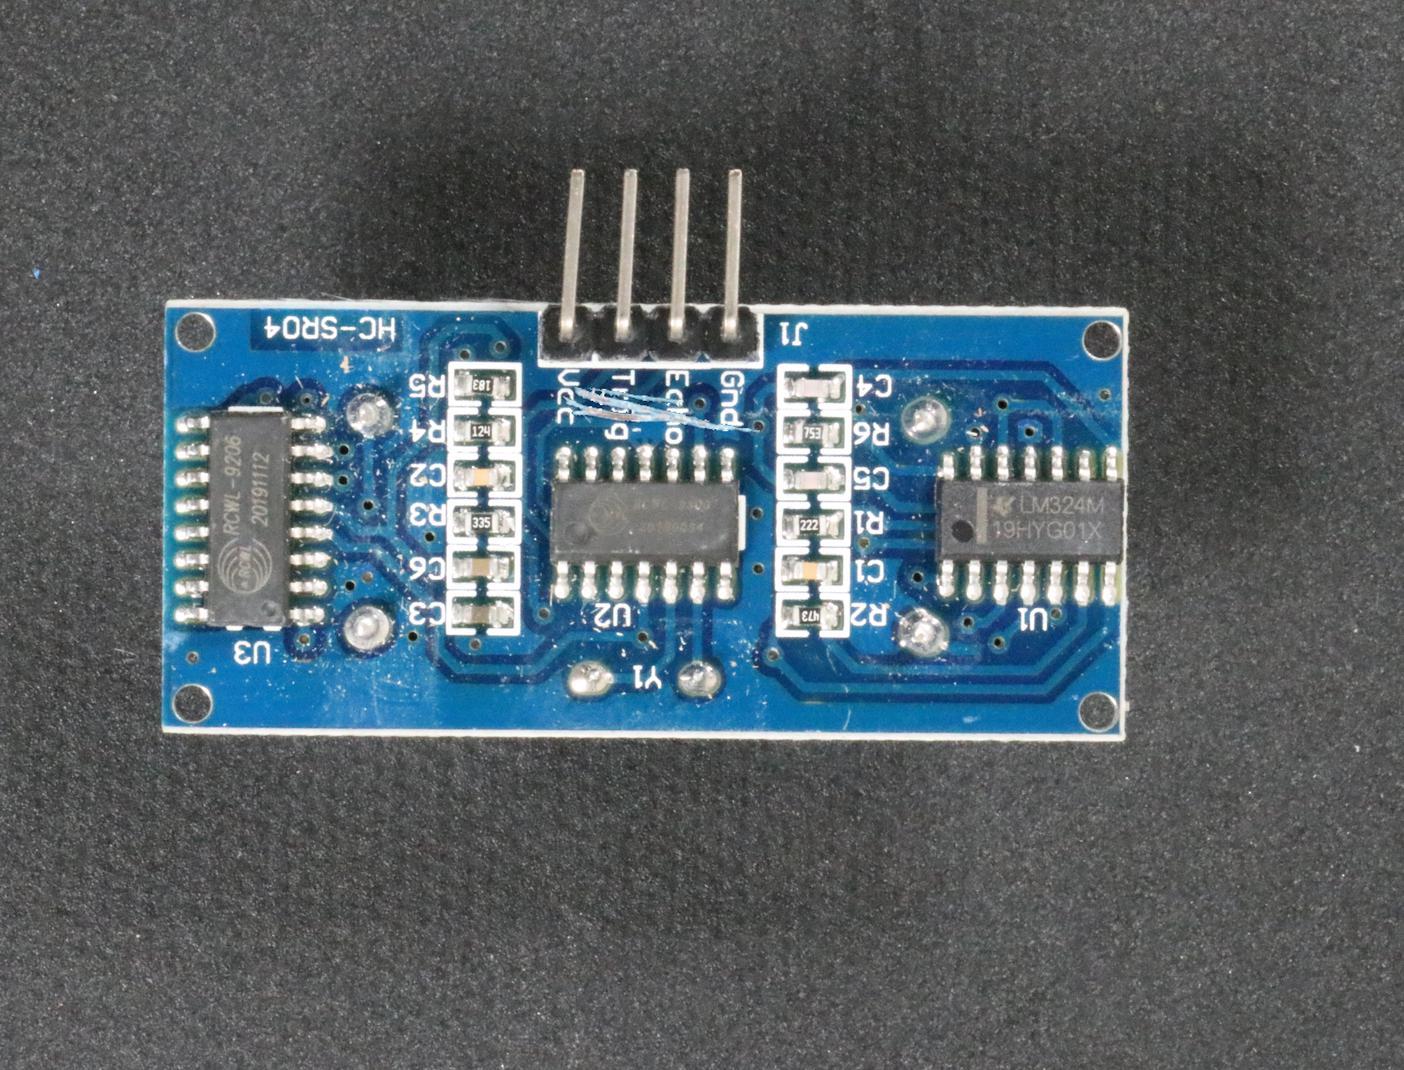 HC-SR04
J1
Vcc
Trig
Echo
Gnd
R5
183
R4
124
C2
R3
335
C6
C3
C4
R6
753
C5
R1
222
C1
R2
473
RCWL-9206
20191112
RCWL
U3
U2
Y1
LM324M
19HYG01X
U1